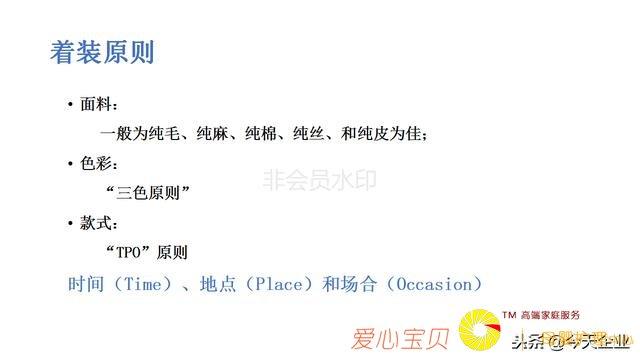 着装原则
• 面料：
一般为纯毛、纯麻、纯棉、纯丝、和纯皮为佳；
• 色彩：
“三色原则”
非会员水印
• 款式：
“TPO”原则
时间（Time）、地点（Place）和场合（Occasion）
爱心宝贝
TM 高端家庭服务
头条 @今天企业